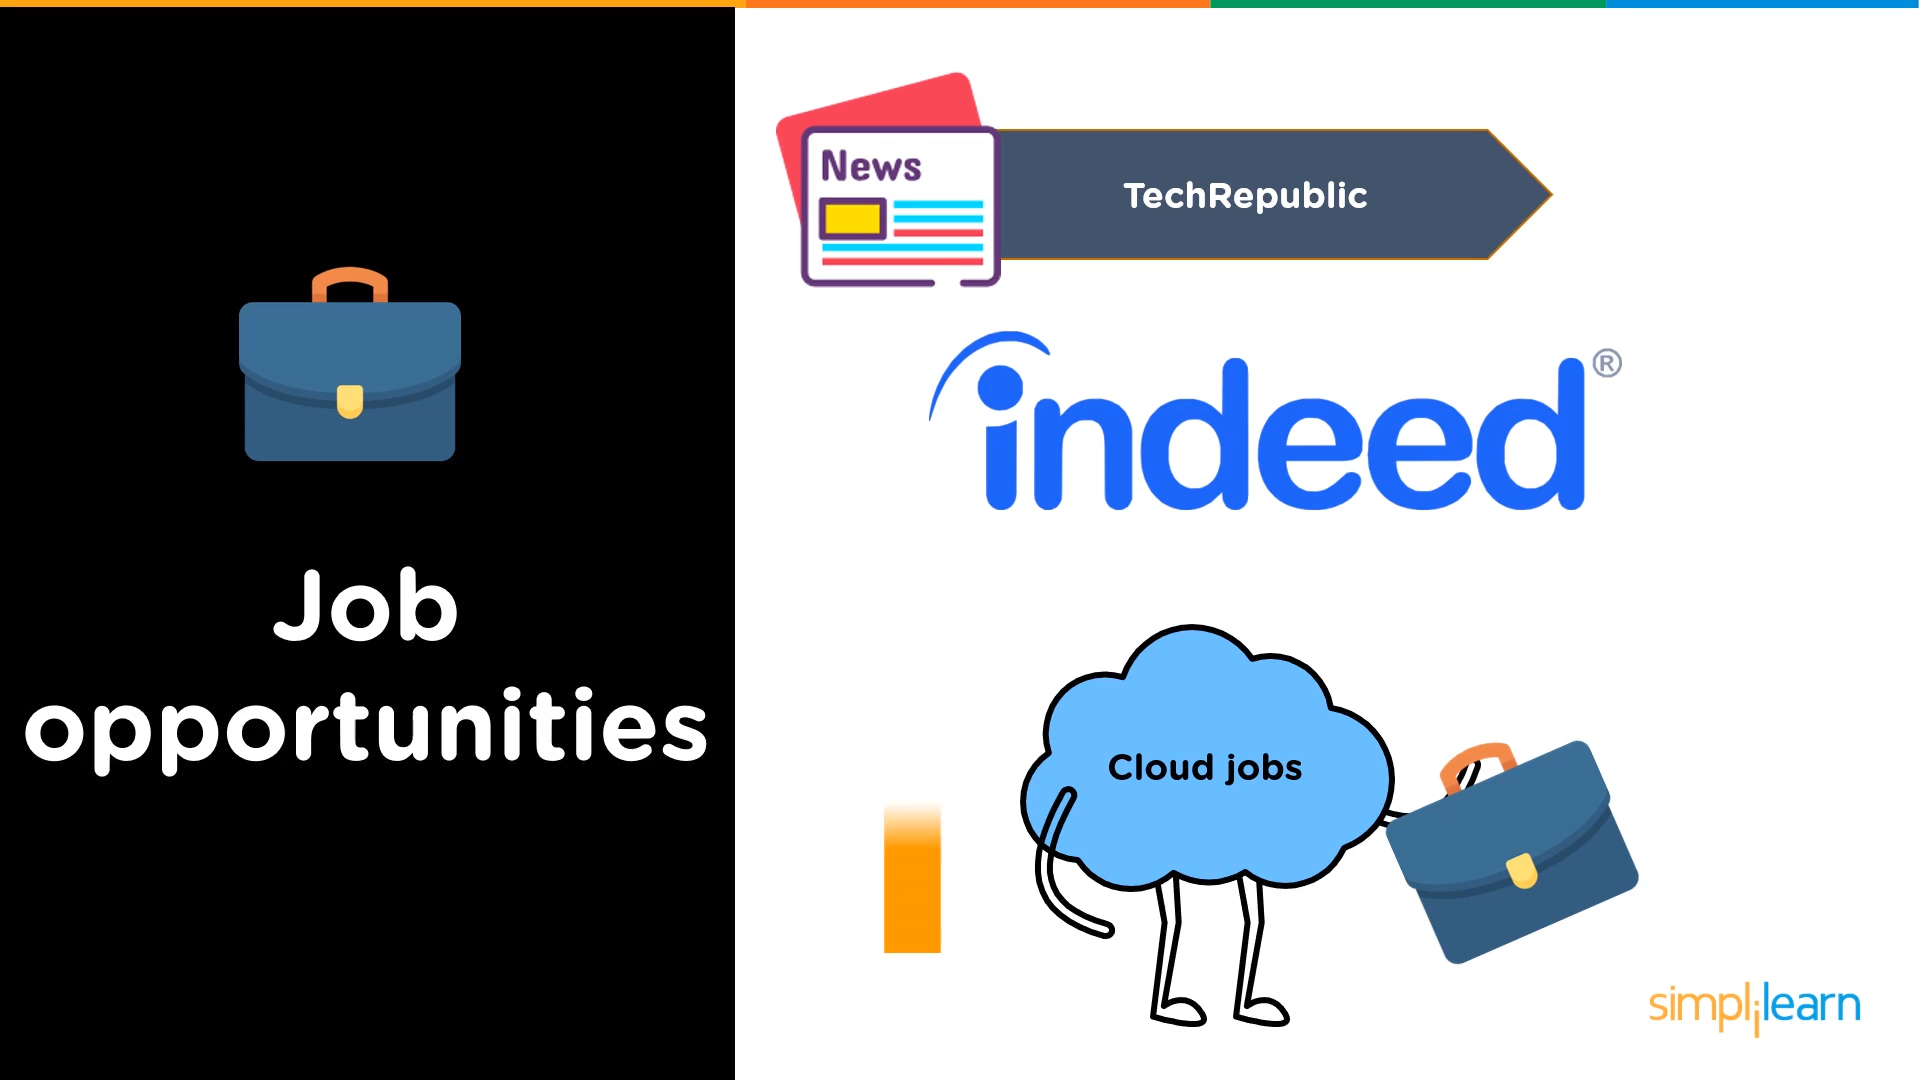 Job
opportunities
News
TechRepublic
indeed®
Cloud jobs
simplilearn